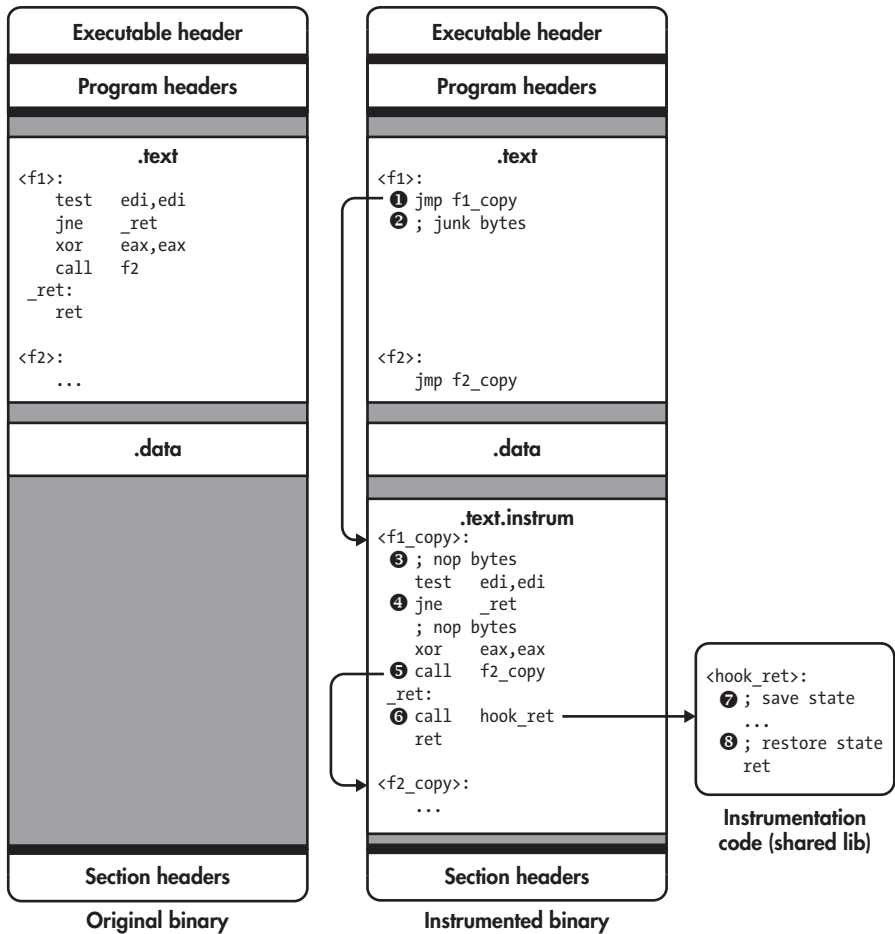 Executable header
Program headers
.text
<f1>:
test edi,edi
jne _ret
xor eax,eax
call f2
_ret:
ret
<f2>:
...
.data
Section headers
Original binary
Executable header
Program headers
.text
<f1>:
❶ jmp f1_copy
❷ ; junk bytes
<f2>:
jmp f2_copy
.data
.text.instrum
<f1_copy>:
❸ ; nop bytes
test edi,edi
❹ jne _ret
; nop bytes
xor eax,eax
❺ call f2_copy
_ret:
❻ call hook_ret
ret
<f2_copy>:
...
Section headers
Instrumented binary
<hook_ret>:
❼ ; save state
...
❽ ; restore state
ret
Instrumentation
code (shared lib)